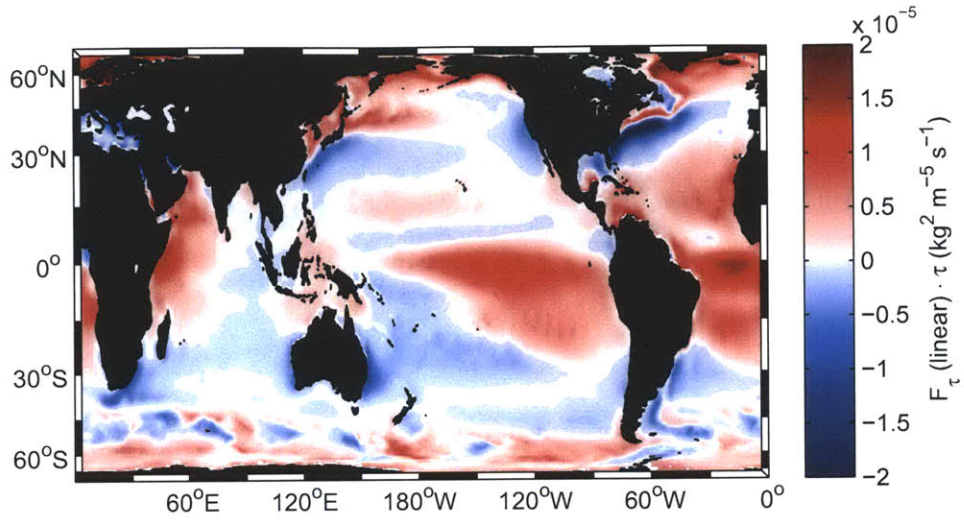 x 10⁻⁵
60°N
30°N
0°
30°S
60°S
60°E 120°E 180°W 120°W 60°W 0°
2
1.5
1
0.5
0
−0.5
−1
−1.5
−2
F_τ (linear) · τ (kg² m⁻⁵ s⁻¹)